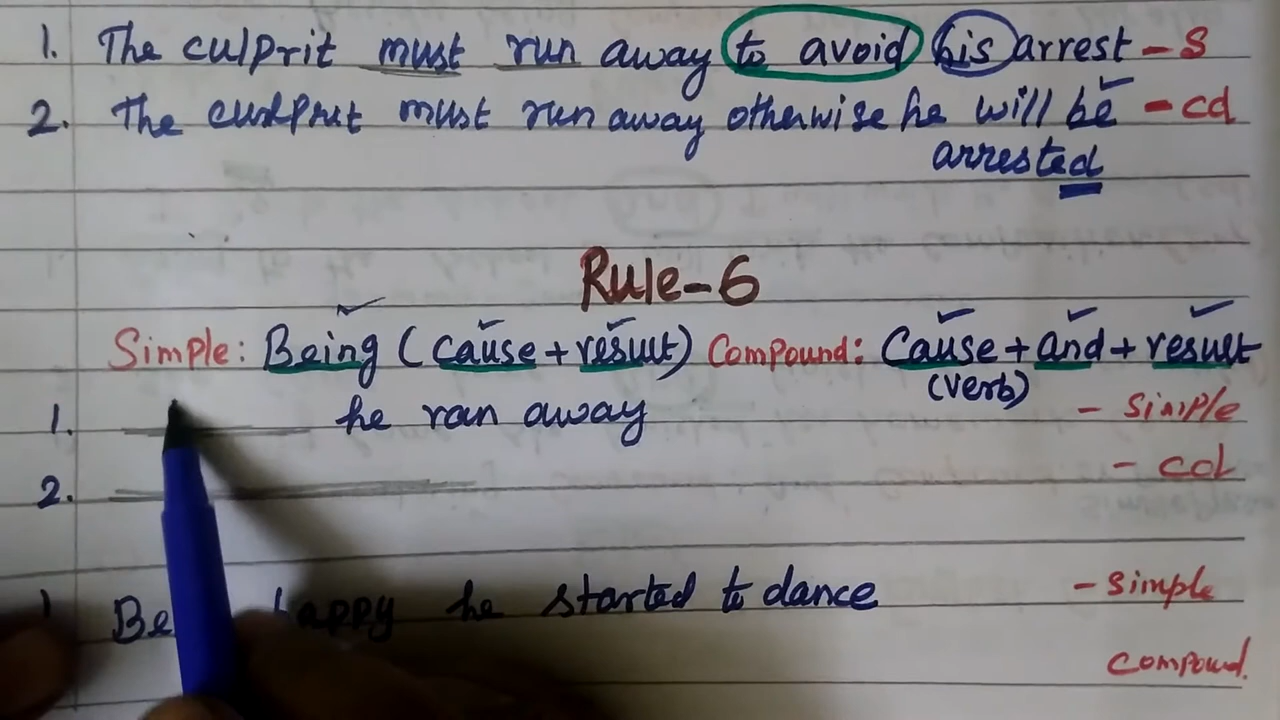 1. The culprit must run away to avoid his arrest - S
2. The culprit must run away otherwise he will be - cd
arrested
Rule-6
Simple: Being (cause + result) Compound: Cause + and + result
(verb)
1. he ran away - simple
2. - cd
1. happy he started to dance - simple
compound.